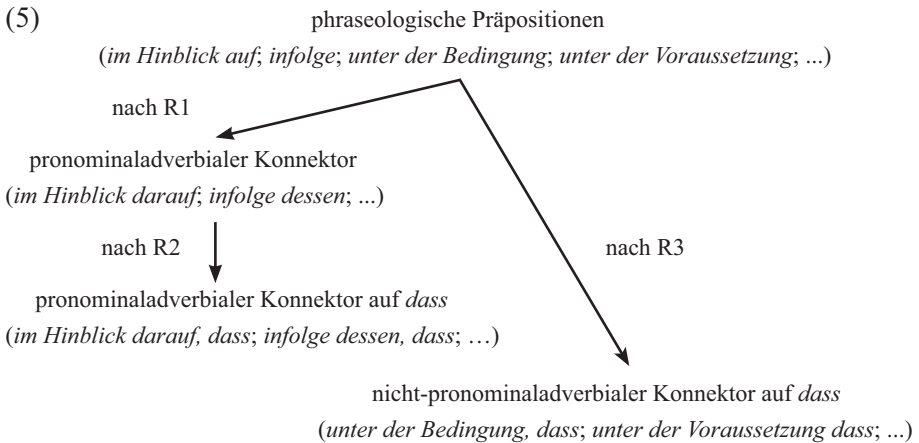 (5) phraseologische Präpositionen
(im Hinblick auf; infolge; unter der Bedingung; unter der Voraussetzung; ...)
nach R1
pronominaladverbialer Konnektor
(im Hinblick darauf; infolge dessen; ...)
nach R2
nach R3
pronominaladverbialer Konnektor auf dass
(im Hinblick darauf, dass; infolge dessen, dass; …)
nicht-pronominaladverbialer Konnektor auf dass
(unter der Bedingung, dass; unter der Voraussetzung dass; ...)